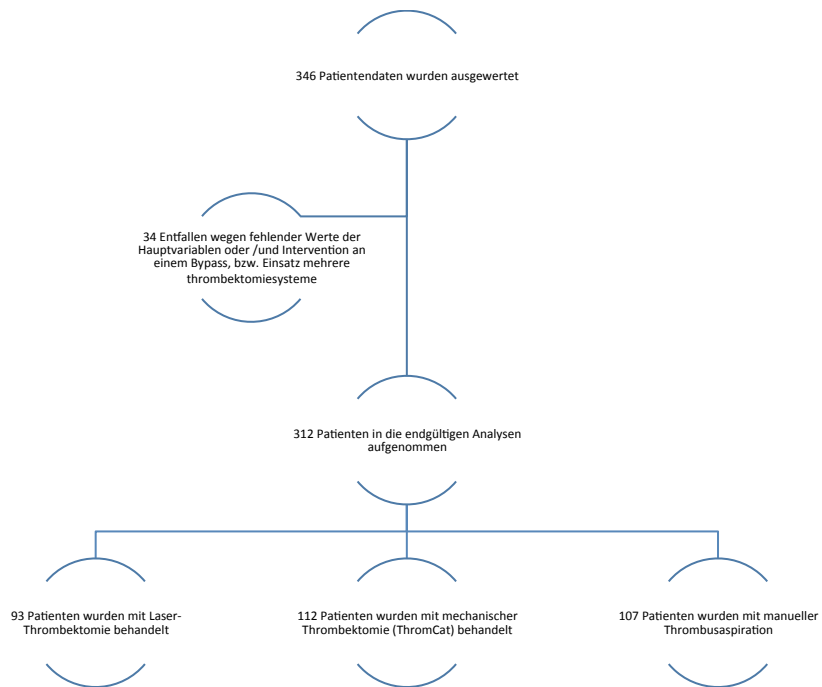 346 Patientendaten wurden ausgewertet
34 Entfallen wegen fehlender Werte der
Hauptvariablen oder /und Intervention an
einem Bypass, bzw. Einsatz mehrere
thrombektomiesysteme
312 Patienten in die endgültigen Analysen
aufgenommen
93 Patienten wurden mit Laser-
Thrombektomie behandelt
112 Patienten wurden mit mechanischer
Thrombektomie (ThromCat) behandelt
107 Patienten wurden mit manueller
Thrombusaspiration